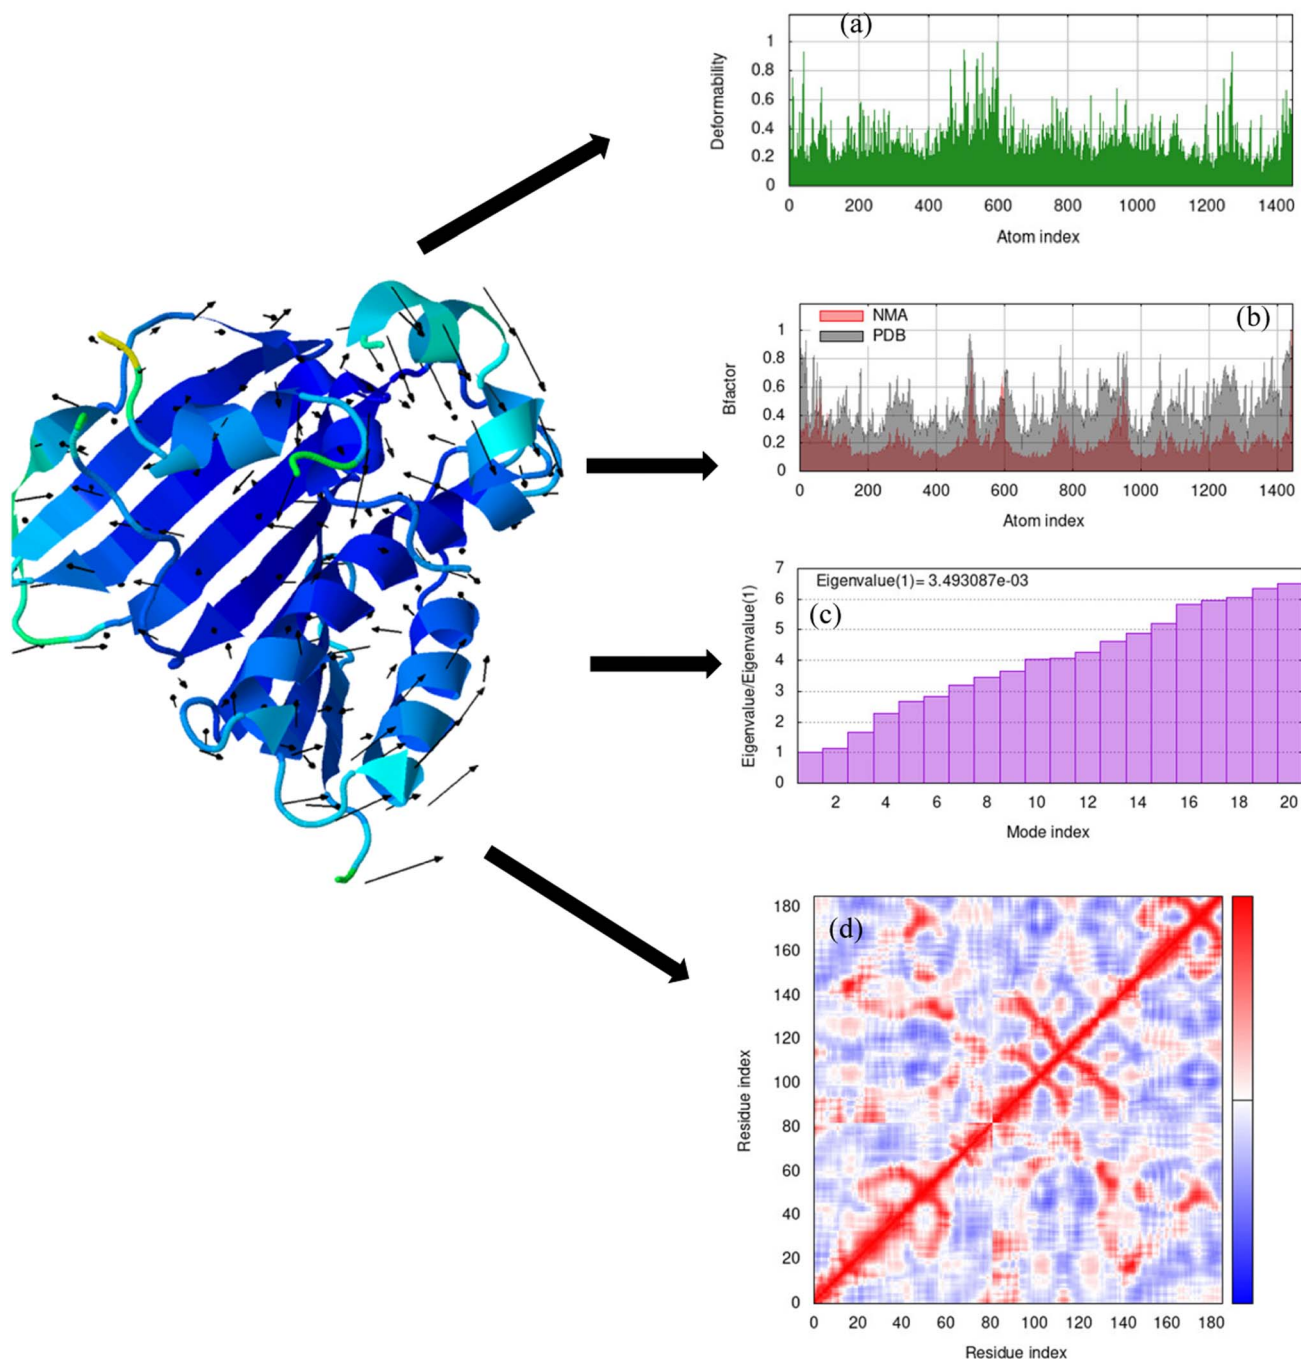 (a)
Deformability
1
0.8
0.6
0.4
0.2
0
0 200 400 600 800 1000 1200 1400
Atom index
(b)
NMA
PDB
Bfactor
1
0.8
0.6
0.4
0.2
0
0 200 400 600 800 1000 1200 1400
Atom index
Eigenvalue(1)= 3.493087e-03
(c)
Eigenvalue/Eigenvalue(1)
7
6
5
4
3
2
1
0
2 4 6 8 10 12 14 16 18 20
Mode index
(d)
Residue index
180
160
140
120
100
80
60
40
20
0
0 20 40 60 80 100 120 140 160 180
Residue index